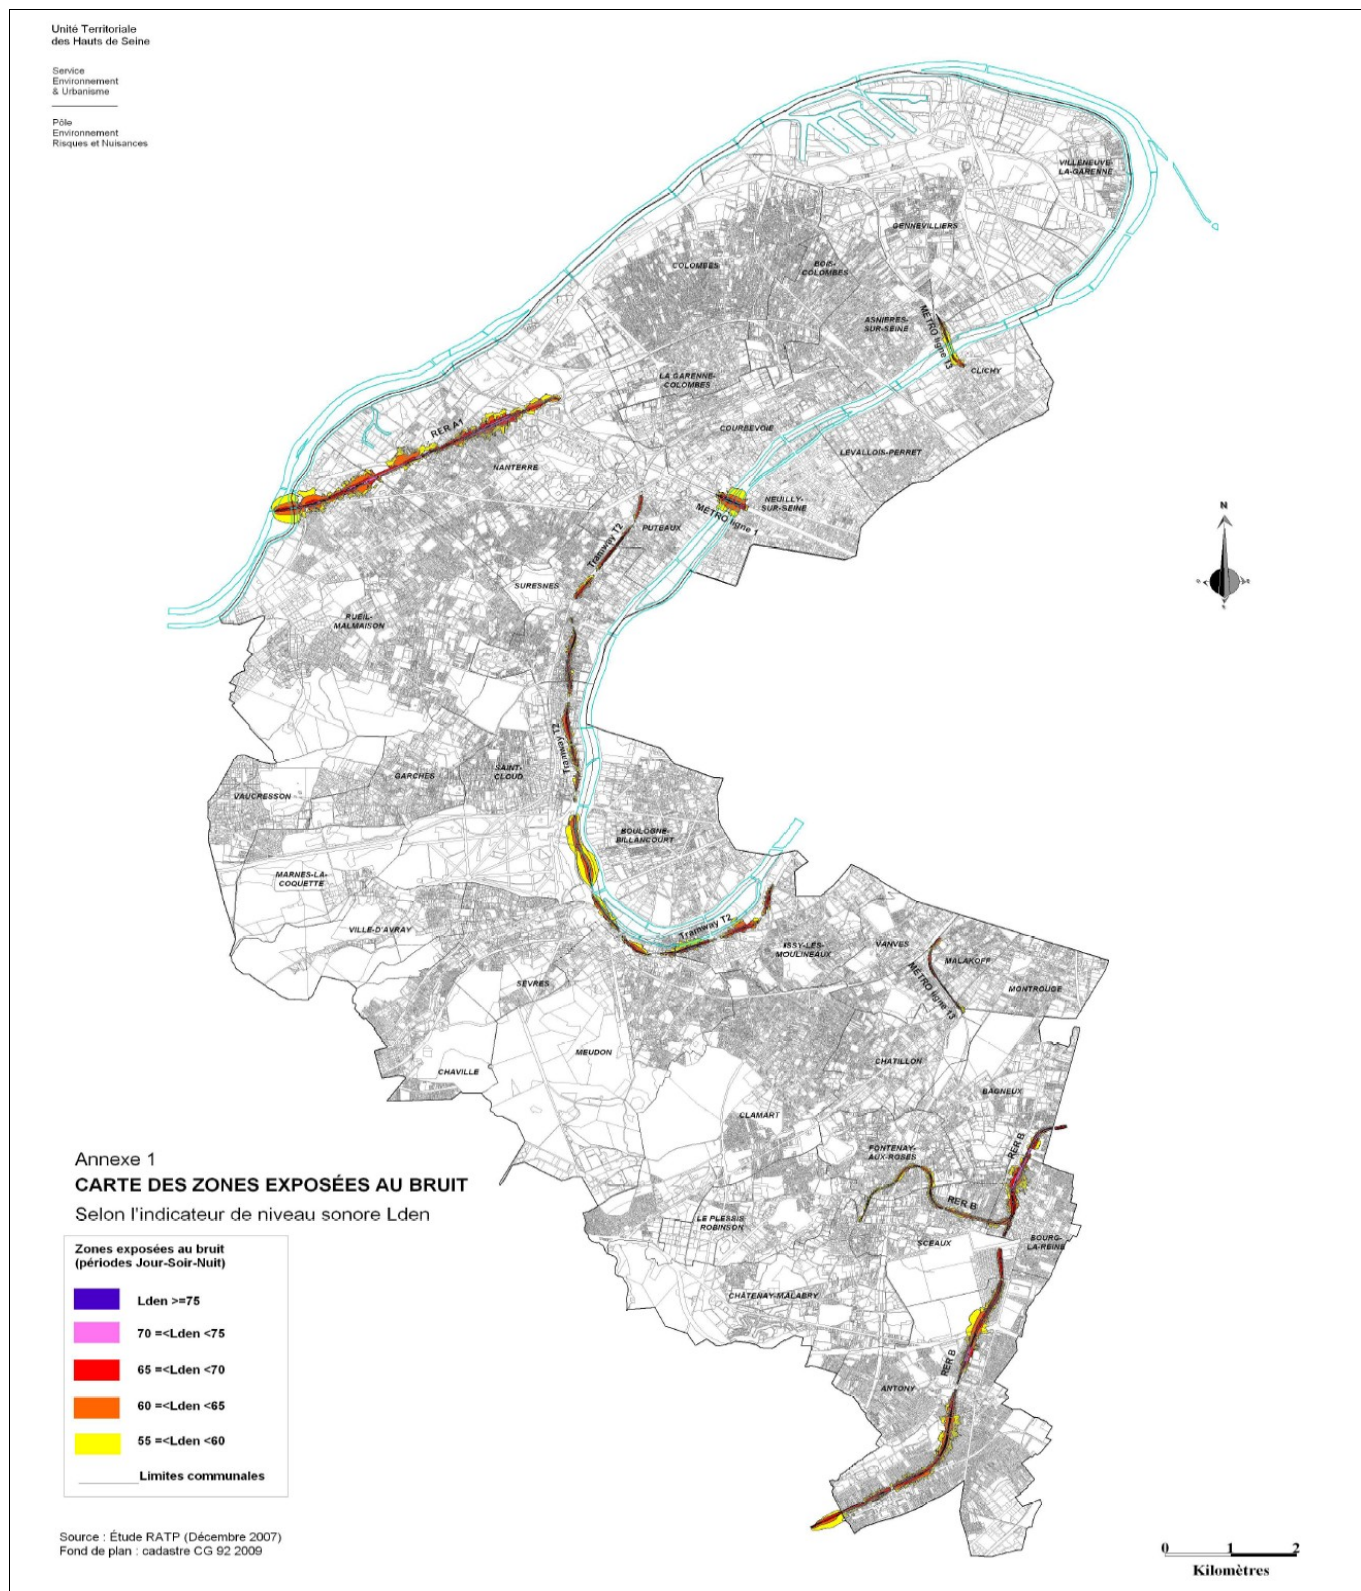 Unité Territoriale
des Hauts de Seine
Service
Environnement
& Urbanisme
Pôle
Environnement
Risques et Nuisances
VILLENEUVE-
LA-GARENNE
GENNEVILLIERS
COLOMBES
BOIS-
COLOMBES
ASNIERES-
SUR-SEINE
MÉTRO ligne 13
CLICHY
LA GARENNE-
COLOMBES
COURBEVOIE
LEVALLOIS-PERRET
RER A1
NANTERRE
NEUILLY-
SUR-SEINE
MÉTRO ligne 1
PUTEAUX
Tramway T2
SURESNES
N
RUEIL-
MALMAISON
Tramway T2
GARCHES
SAINT-
CLOUD
VAUCRESSON
BOULOGNE-
BILLANCOURT
MARNES-LA-
COQUETTE
VILLE-D'AVRAY
Tramway T2
ISSY-LES-
MOULINEAUX
VANVES
MALAKOFF
MÉTRO ligne 13
MONTROUGE
SÈVRES
MEUDON
CHAVILLE
CHATILLON
BAGNEUX
CLAMART
FONTENAY-
AUX-ROSES
RER B
RER B
LE PLESSIS
ROBINSON
SCEAUX
BOURG-
LA-REINE
CHÂTENAY-MALABRY
RER B
ANTONY
Annexe 1
CARTE DES ZONES EXPOSÉES AU BRUIT
Selon l'indicateur de niveau sonore Lden
Zones exposées au bruit
(périodes Jour-Soir-Nuit)
Lden >=75
70 =<Lden <75
65 =<Lden <70
60 =<Lden <65
55 =<Lden <60
Limites communales
Source : Étude RATP (Décembre 2007)
Fond de plan : cadastre CG 92 2009
0 1 2
Kilomètres